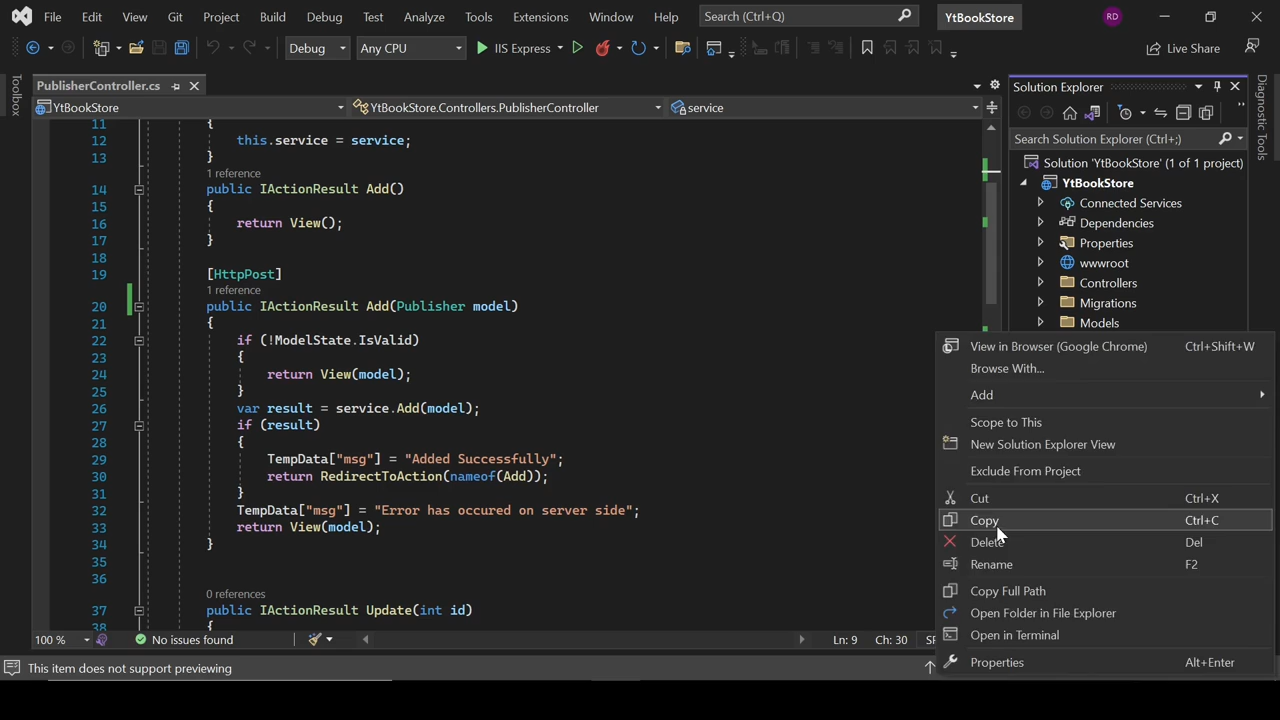 File Edit View Git Project Build Debug Test Analyze Tools Extensions Window Help Search (Ctrl+Q) YtBookStore RD
Debug Any CPU IIS Express Live Share
Toolbox
PublisherController.cs
YtBookStore YtBookStore.Controllers.PublisherController service
11 {
12 this.service = service;
13 }
1 reference
14 public IActionResult Add()
15 {
16 return View();
17 }
18
19 [HttpPost]
1 reference
20 public IActionResult Add(Publisher model)
21 {
22 if (!ModelState.IsValid)
23 {
24 return View(model);
25 }
26 var result = service.Add(model);
27 if (result)
28 {
29 TempData["msg"] = "Added Successfully";
30 return RedirectToAction(nameof(Add));
31 }
32 TempData["msg"] = "Error has occured on server side";
33 return View(model);
34 }
35
36
0 references
37 public IActionResult Update(int id)
38 {
100 % No issues found Ln: 9 Ch: 30
This item does not support previewing
Solution Explorer
Search Solution Explorer (Ctrl+;)
Solution 'YtBookStore' (1 of 1 project)
YtBookStore
Connected Services
Dependencies
Properties
wwwroot
Controllers
Migrations
Models
View in Browser (Google Chrome) Ctrl+Shift+W
Browse With...
Add
Scope to This
New Solution Explorer View
Exclude From Project
Cut Ctrl+X
Copy Ctrl+C
Delete Del
Rename F2
Copy Full Path
Open Folder in File Explorer
Open in Terminal
Properties Alt+Enter
Diagnostic Tools